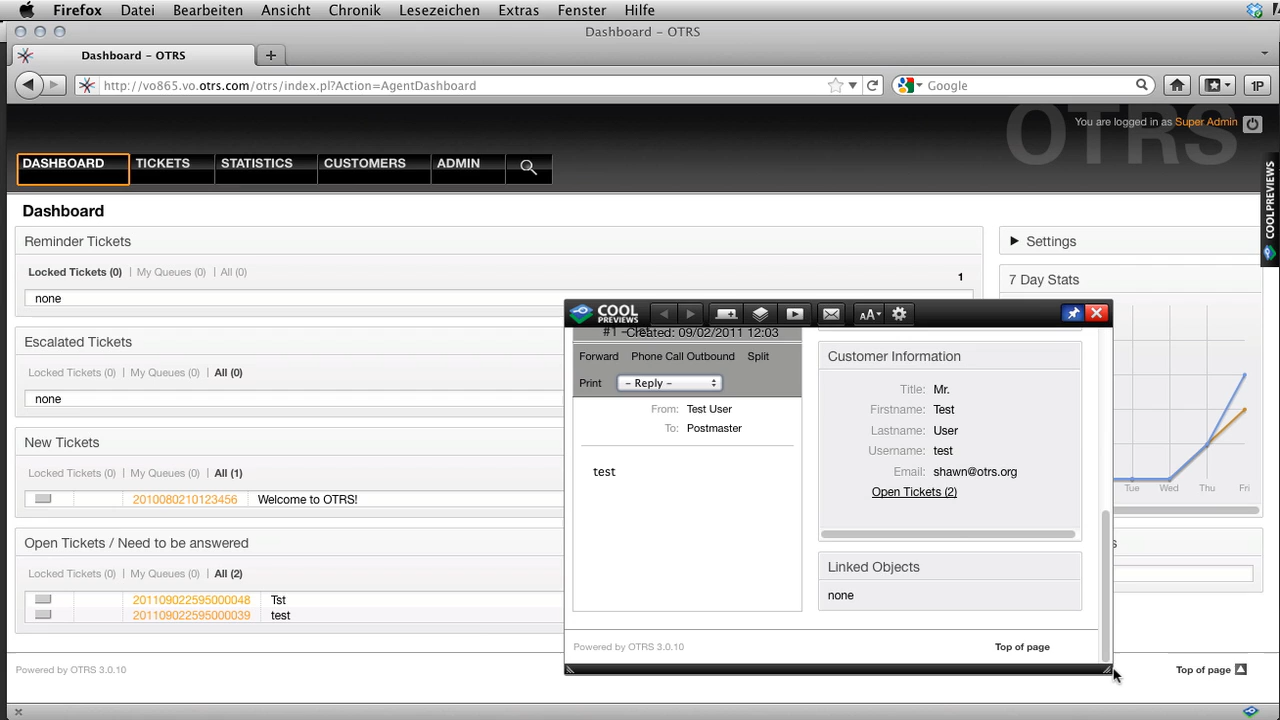 Firefox Datei Bearbeiten Ansicht Chronik Lesezeichen Extras Fenster Hilfe
Dashboard – OTRS
Dashboard – OTRS
http://vo865.vo.otrs.com/otrs/index.pl?Action=AgentDashboard
Google
1P
OTRS
You are logged in as Super Admin
DASHBOARD TICKETS STATISTICS CUSTOMERS ADMIN
COOLPREVIEWS
Dashboard
Reminder Tickets
Locked Tickets (0) | My Queues (0) | All (0)
1
none
Escalated Tickets
Locked Tickets (0) | My Queues (0) | All (0)
none
New Tickets
Locked Tickets (0) | My Queues (0) | All (1)
2010080210123456 Welcome to OTRS!
Open Tickets / Need to be answered
Locked Tickets (0) | My Queues (0) | All (2)
201109022595000048 Tst
201109022595000039 test
Settings
7 Day Stats
Tue Wed Thu Fri
COOL
PREVIEWS
AA
Created: 09/02/2011 12:03
Forward Phone Call Outbound Split
Print – Reply –
From: Test User
To: Postmaster
test
Customer Information
Title: Mr.
Firstname: Test
Lastname: User
Username: test
Email: shawn@otrs.org
Open Tickets (2)
Linked Objects
none
Powered by OTRS 3.0.10
Top of page
Powered by OTRS 3.0.10
Top of page